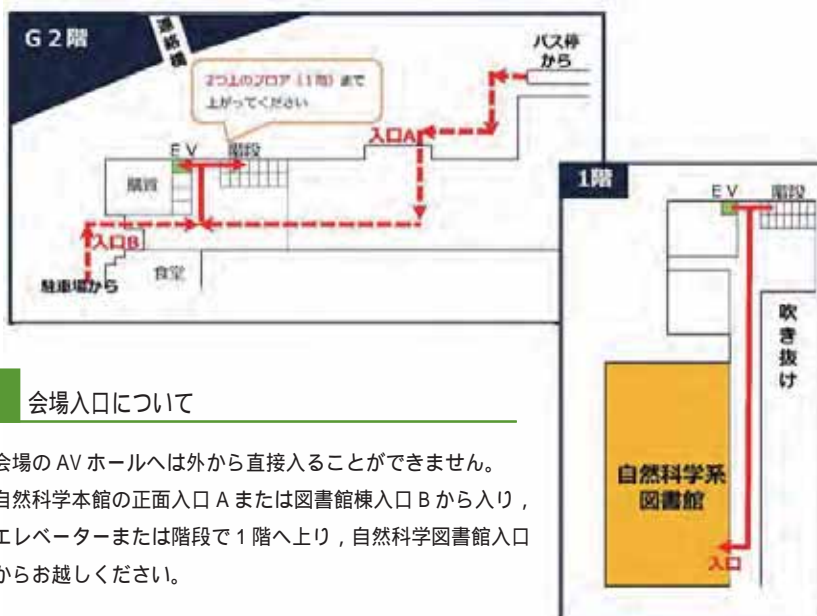 G2階
連絡橋
バス停
から
2つ上のフロア(1階)まで
上がってください
入口A
EV
階段
購買
入口B
駐車場から
食堂
1階
EV
階段
吹き抜け
自然科学系
図書館
入口
会場入口について
会場の AV ホールへは外から直接入ることができません。
自然科学本館の正面入口 A または図書館棟入口 B から入り,
エレベーターまたは階段で 1 階へ上り,自然科学図書館入口
からお越しください。